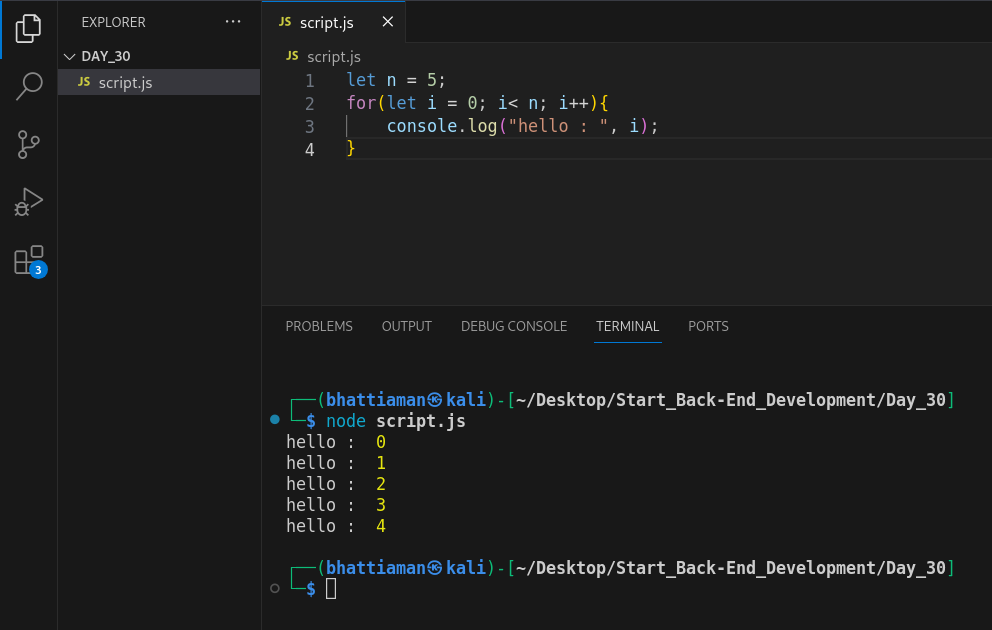 EXPLORER ···
DAY_30
JS script.js
3
JS script.js
JS script.js
1 let n = 5;
2 for(let i = 0; i< n; i++){
3     console.log("hello : ", i);
4 }
PROBLEMS OUTPUT DEBUG CONSOLE TERMINAL PORTS
┌──(bhattiaman㉿kali)-[~/Desktop/Start_Back-End_Development/Day_30]
└─$ node script.js
hello :  0
hello :  1
hello :  2
hello :  3
hello :  4
┌──(bhattiaman㉿kali)-[~/Desktop/Start_Back-End_Development/Day_30]
└─$